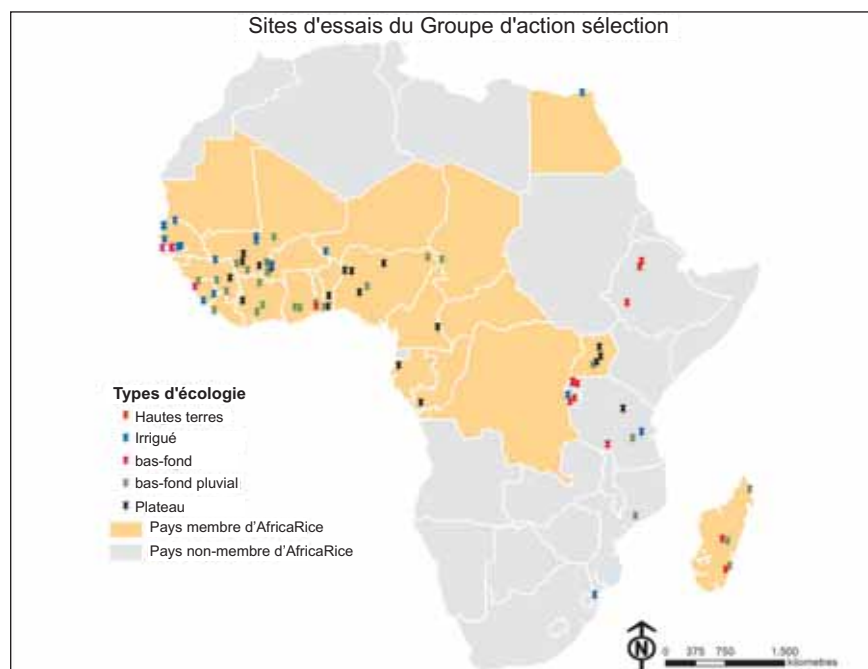 Sites d'essais du Groupe d'action sélection
Types d'écologie
Hautes terres
Irrigué
bas-fond
bas-fond pluvial
Plateau
Pays membre d'AfricaRice
Pays non-membre d'AfricaRice
N
0 375 750 1.500
kilometres